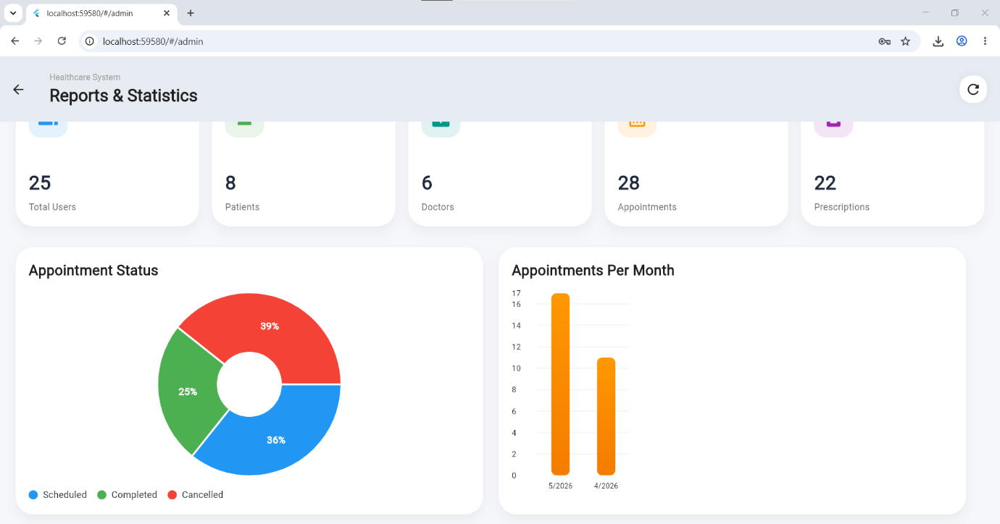 localhost:59580/#/admin
localhost:59580/#/admin
Healthcare System
Reports & Statistics
25
Total Users
8
Patients
6
Doctors
28
Appointments
22
Prescriptions
Appointment Status
39%
25%
36%
Scheduled Completed Cancelled
Appointments Per Month
17
16
14
12
10
8
6
4
2
0
5/2026 4/2026